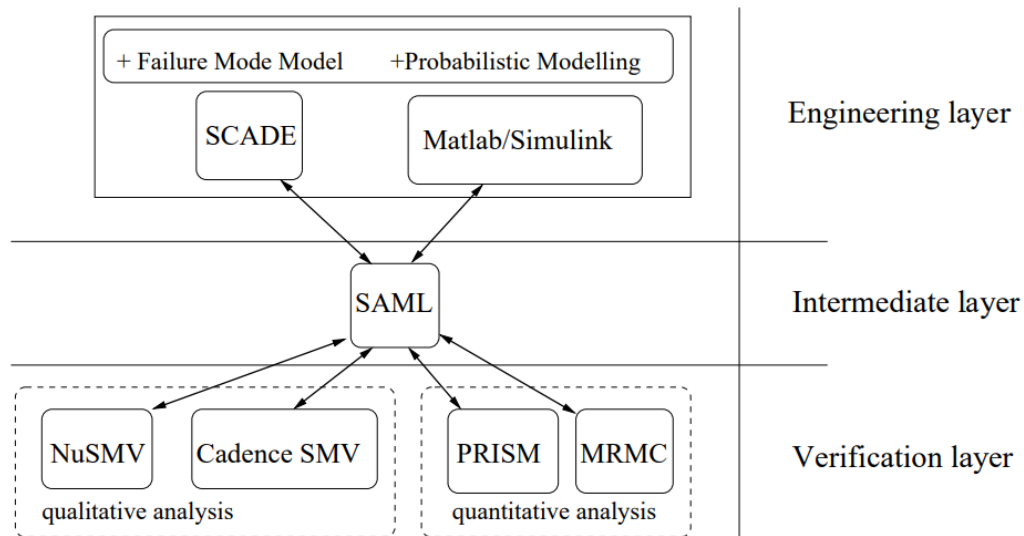 + Failure Mode Model
+Probabilistic Modelling
SCADE
Matlab/Simulink
Engineering layer
SAML
Intermediate layer
NuSMV
Cadence SMV
PRISM
MRMC
Verification layer
qualitative analysis
quantitative analysis